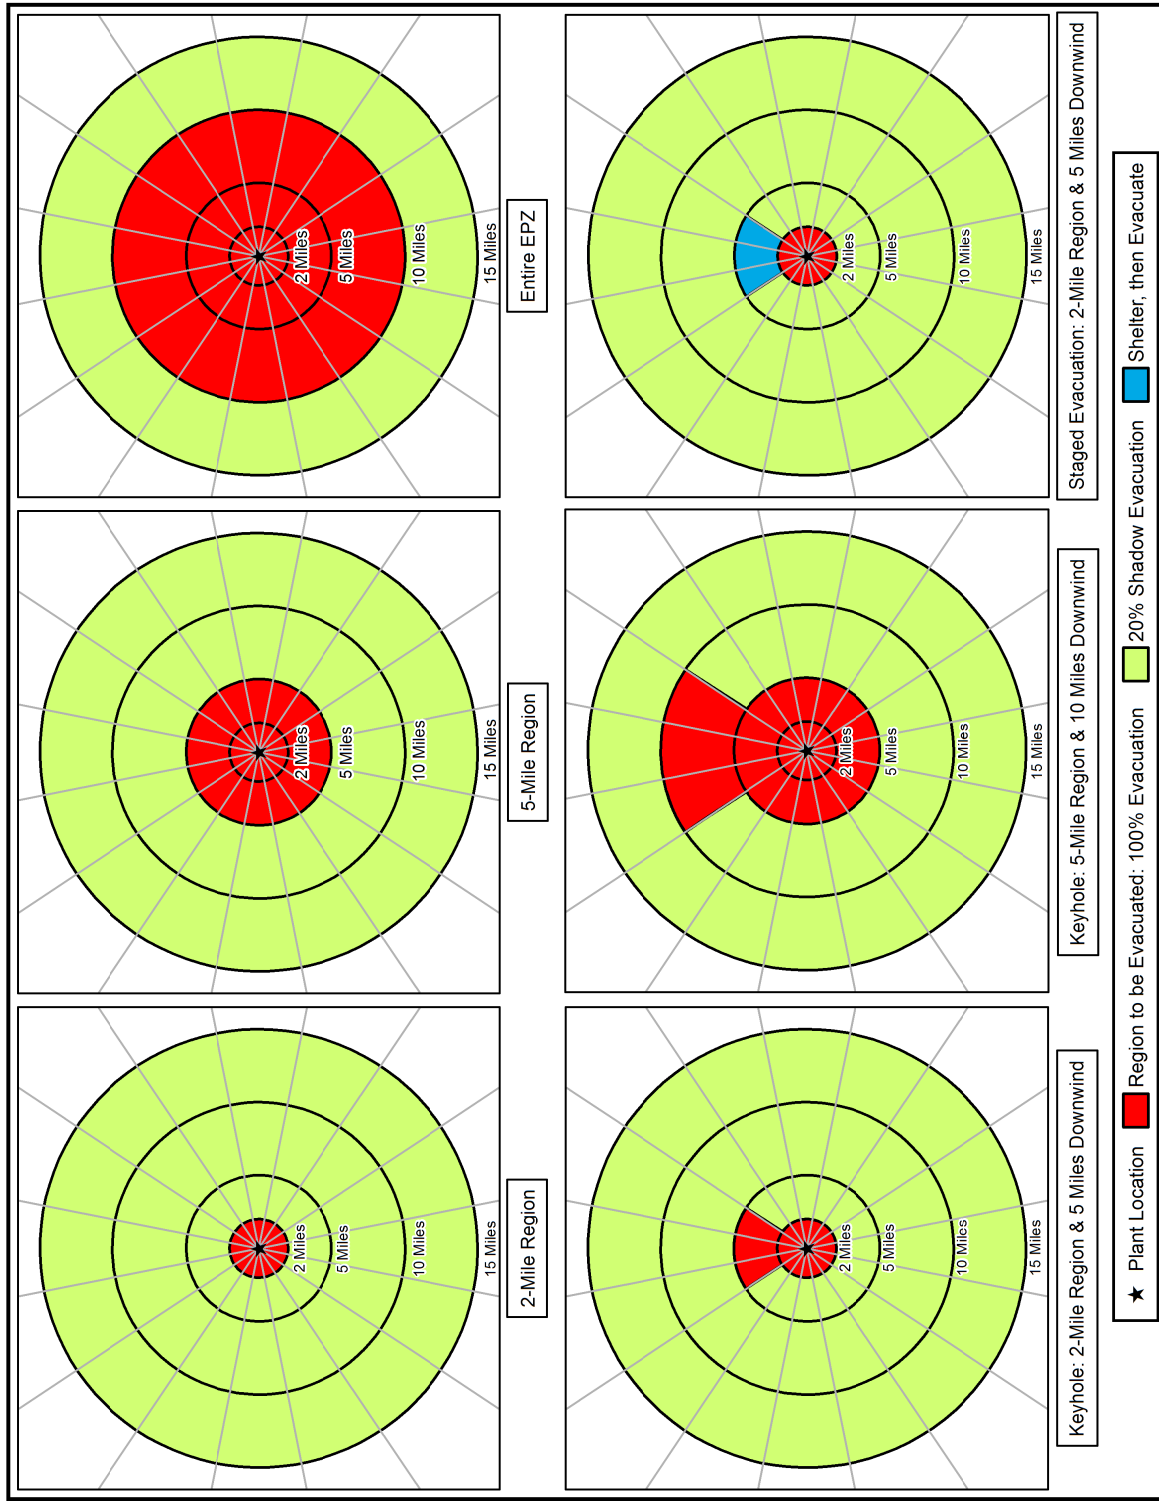 2 Miles
5 Miles
10 Miles
15 Miles
2-Mile Region
2 Miles
5 Miles
10 Miles
15 Miles
5-Mile Region
2 Miles
5 Miles
10 Miles
15 Miles
Entire EPZ
2 Miles
5 Miles
10 Miles
15 Miles
Keyhole: 2-Mile Region & 5 Miles Downwind
2 Miles
5 Miles
10 Miles
15 Miles
Keyhole: 5-Mile Region & 10 Miles Downwind
2 Miles
5 Miles
10 Miles
15 Miles
Staged Evacuation: 2-Mile Region & 5 Miles Downwind
Plant Location
Region to be Evacuated: 100% Evacuation
20% Shadow Evacuation
Shelter, then Evacuate